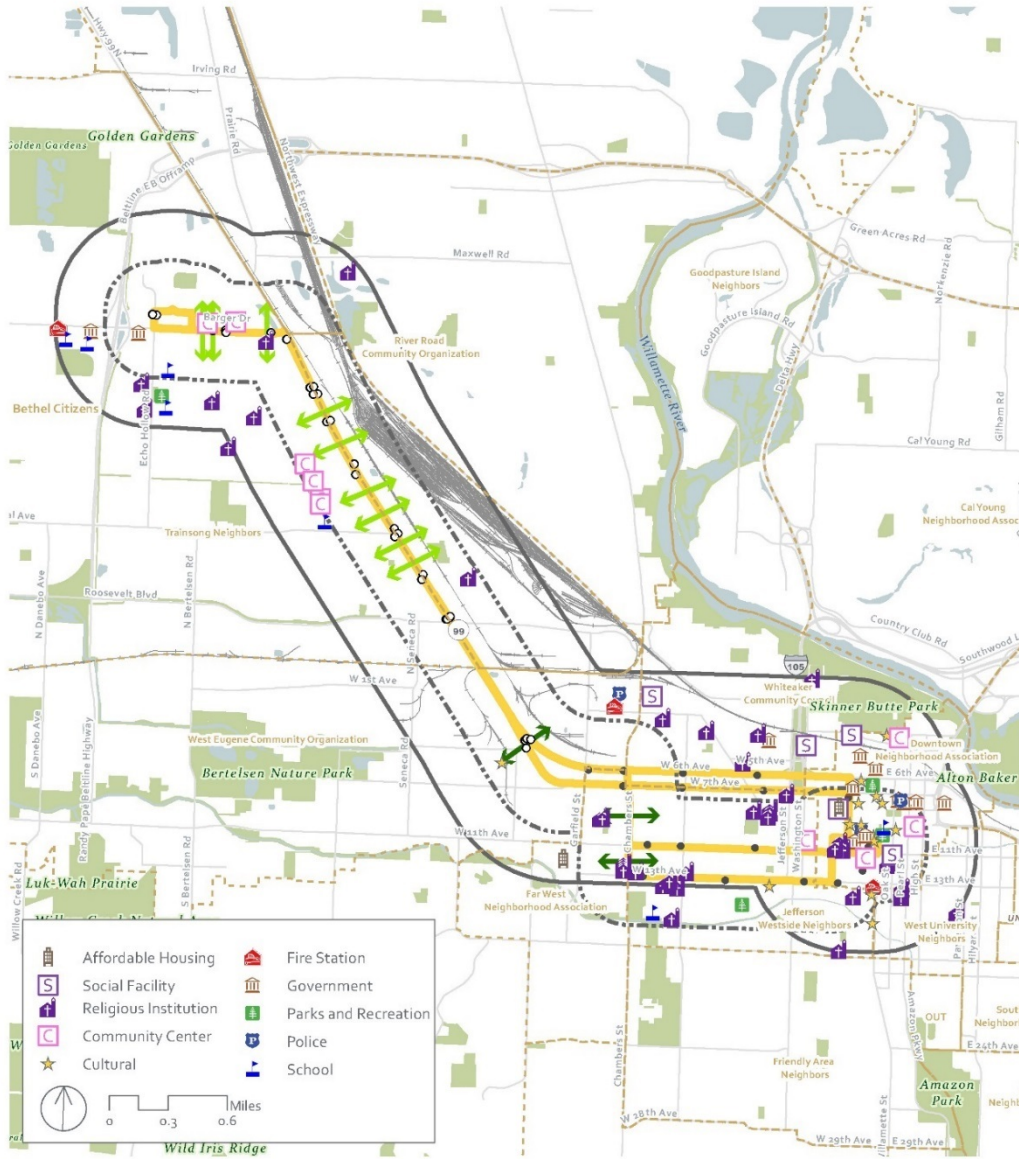 Hwy 99N
Irving Rd
Prairie Rd
Golden Gardens
Golden Gardens
Northwest Expressway
Beltline EB Offramp
Green Acres Rd
Norkenzie Rd
Maxwell Rd
Goodpasture Island
Neighbors
Goodpasture Island Rd
Barger Dr
River Road
Community Organization
Delta Hwy
Willamette River
Bethel Citizens
Echo Hollow Rd
Gilham Rd
Cal Young Rd
Cal Young
Trainsong Neighbors
N Danebo Ave
N Bertelsen Rd
Roosevelt Blvd
N Seneca Rd
99
Country Club Rd
105
W 1st Ave
Whiteaker
Community Council
Skinner Butte Park
S Danebo Ave
Randy Pape Beltline Highway
West Eugene Community Organization
Seneca Rd
Bertelsen Nature Park
Downtown
Neighborhood Association
W 5th Ave
W 6th Ave
W 7th Ave
E 6th Ave
Alton Baker
Garfield St
Chambers St
Jefferson St
Washington St
W 11th Ave
E 11th Ave
S Bertelsen Rd
W 13th Ave
E 13th Ave
Oak St
Pearl St
High St
Willow Creek Rd
Luk-Wah Prairie
Far West
Neighborhood Association
Jefferson
Westside Neighbors
West University
Neighbors
Affordable Housing
Social Facility
Religious Institution
Community Center
Cultural
Fire Station
Government
Parks and Recreation
Police
School
Miles
0 0.3 0.6
Chambers St
Amazon Pkwy
OUT
E 24th Ave
Friendly Area
Neighbors
Amazon
Park
W 28th Ave
W 29th Ave
E 29th Ave
Wild Iris Ridge